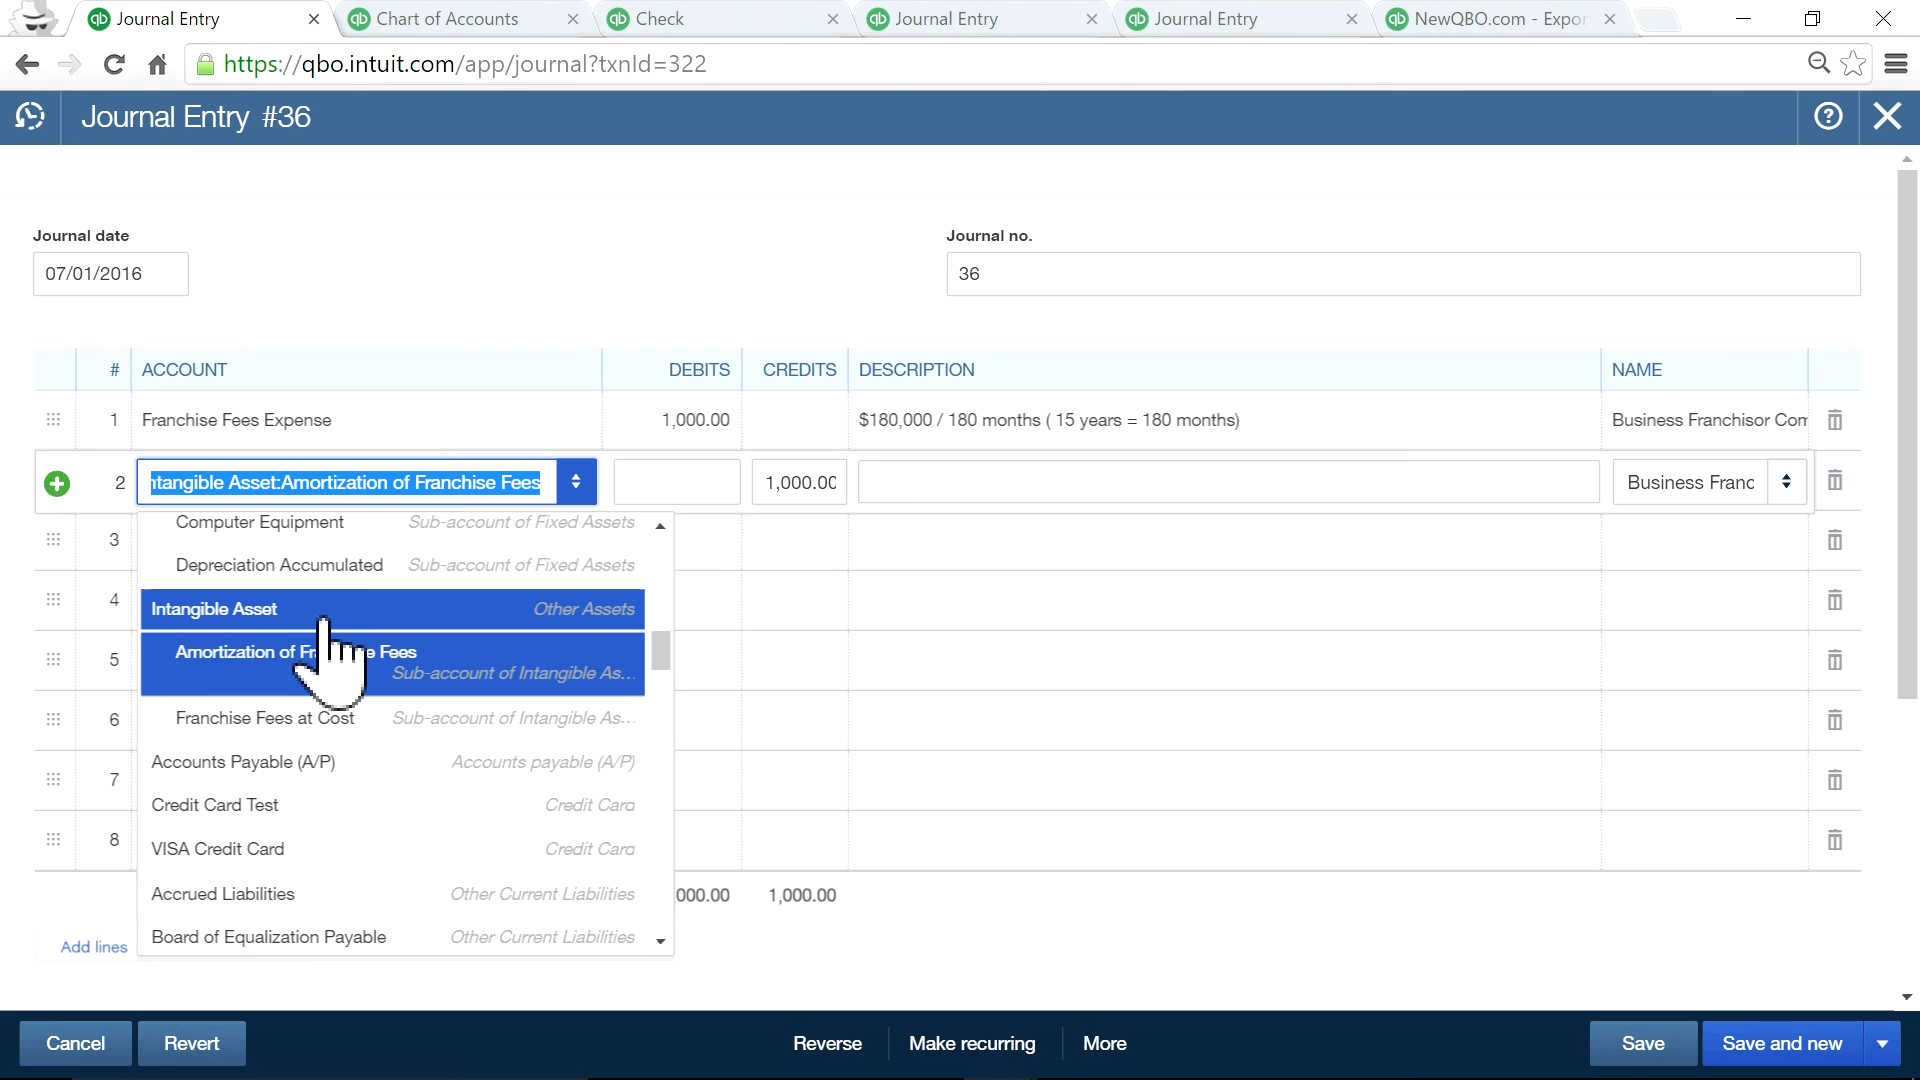 Journal Entry
Chart of Accounts
Check
Journal Entry
Journal Entry
NewQBO.com - Expor
https://qbo.intuit.com/app/journal?txnId=322
Journal Entry #36
Journal date
Journal no.
07/01/2016
36
# ACCOUNT DEBITS CREDITS DESCRIPTION NAME
1 Franchise Fees Expense 1,000.00 $180,000 / 180 months ( 15 years = 180 months) Business Franchisor Com
2 ntangible Asset:Amortization of Franchise Fees 1,000.00 Business Franc
Computer Equipment Sub-account of Fixed Assets
3
Depreciation Accumulated Sub-account of Fixed Assets
4
Intangible Asset Other Assets
5
Amortization of Fr e Fees
Sub-account of Intangible As...
6
Franchise Fees at Cost Sub-account of Intangible As...
Accounts Payable (A/P) Accounts payable (A/P)
7
Credit Card Test Credit Card
8
VISA Credit Card Credit Card
Accrued Liabilities Other Current Liabilities
000.00 1,000.00
Board of Equalization Payable Other Current Liabilities
Add lines
Cancel Revert Reverse Make recurring More Save Save and new